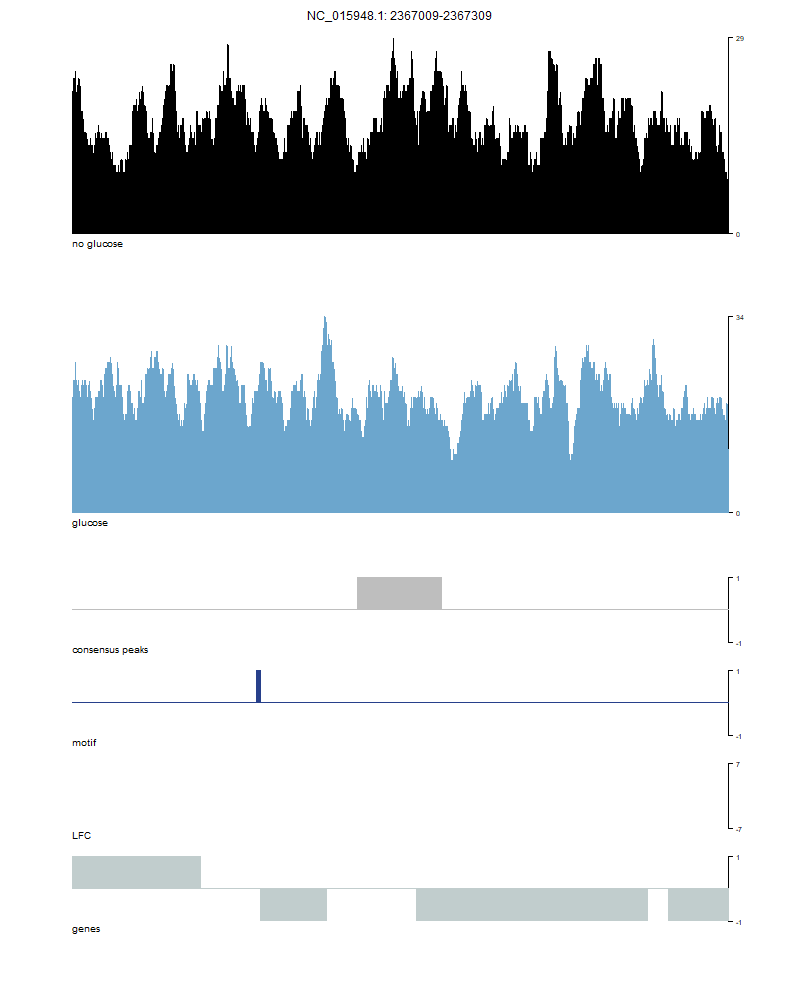 NC_015948.1: 2367009-2367309
29
0
no glucose
34
0
glucose
1
-1
consensus peaks
1
-1
motif
7
-7
LFC
1
-1
genes